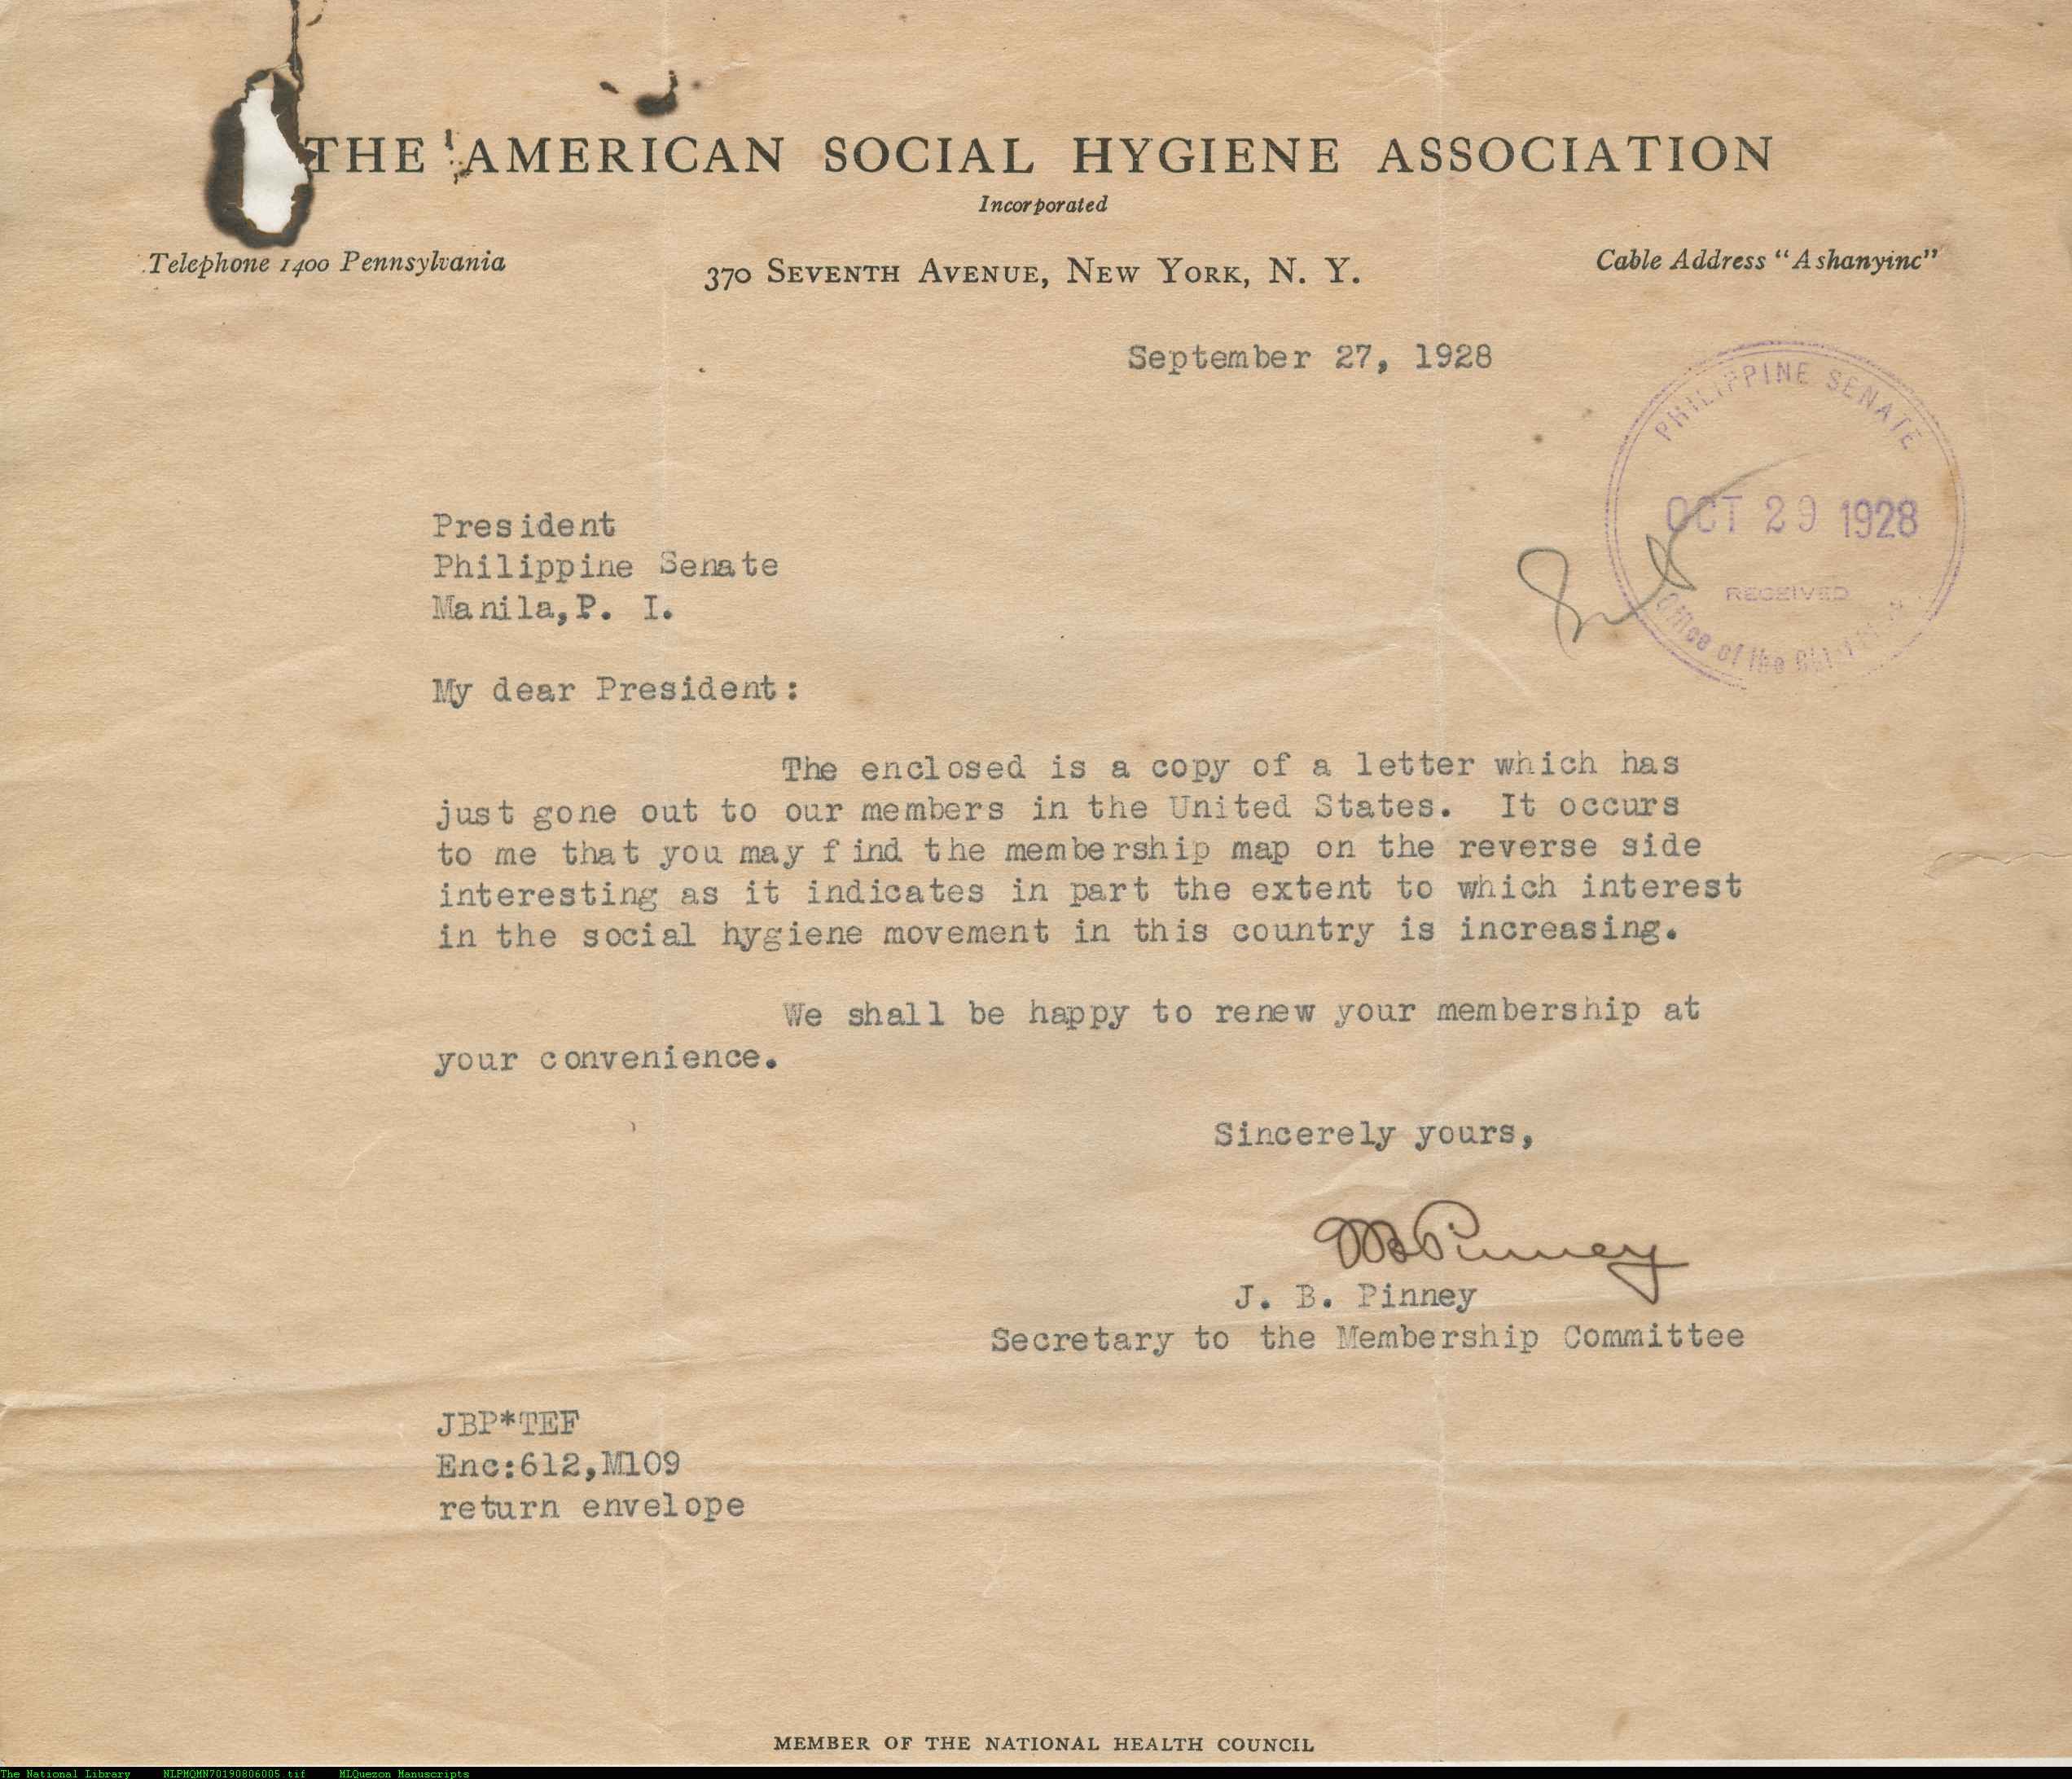 THE AMERICAN SOCIAL HYGIENE ASSOCIATION
Incorporated
Telephone 1400 Pennsylvania
370 SEVENTH AVENUE, NEW YORK, N. Y.
Cable Address "Ashanyinc"
September 27, 1928
PHILIPPINE SENATE
OCT 29 1928
RECEIVED
Office of the
President
Philippine Senate
Manila,P. I.
My dear President:
The enclosed is a copy of a letter which has
just gone out to our members in the United States. It occurs
to me that you may find the membership map on the reverse side
interesting as it indicates in part the extent to which interest
in the social hygiene movement in this country is increasing.
We shall be happy to renew your membership at
your convenience.
Sincerely yours,
Pinney
J. B. Pinney
Secretary to the Membership Committee
JBP*TEF
Enc:612,M109
return envelope
MEMBER OF THE NATIONAL HEALTH COUNCIL
The National Library NLPMQMN70190806005.tif MLQuezon Manuscripts